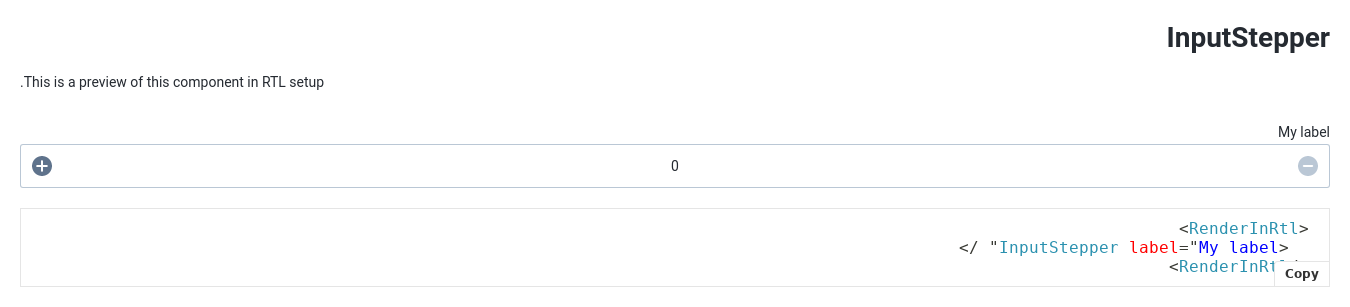 InputStepper
.This is a preview of this component in RTL setup
My label
0
<RenderInRtl>
</ "InputStepper label="My label>
<RenderInRt
Copy